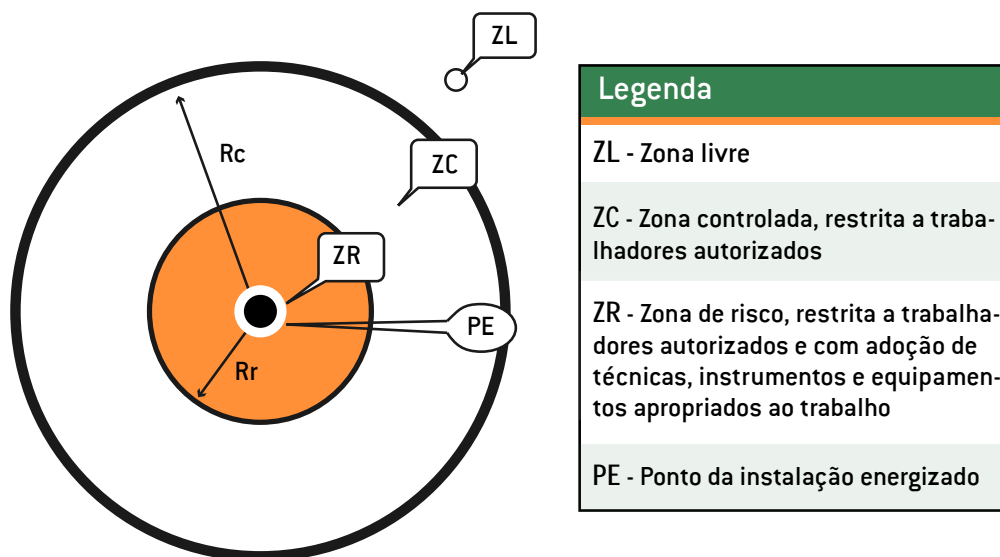 ZL
Rc
ZC
ZR
PE
Rr
Legenda
ZL - Zona livre
ZC - Zona controlada, restrita a traba-
lhadores autorizados
ZR - Zona de risco, restrita a trabalha-
dores autorizados e com adoção de
técnicas, instrumentos e equipamen-
tos apropriados ao trabalho
PE - Ponto da instalação energizado